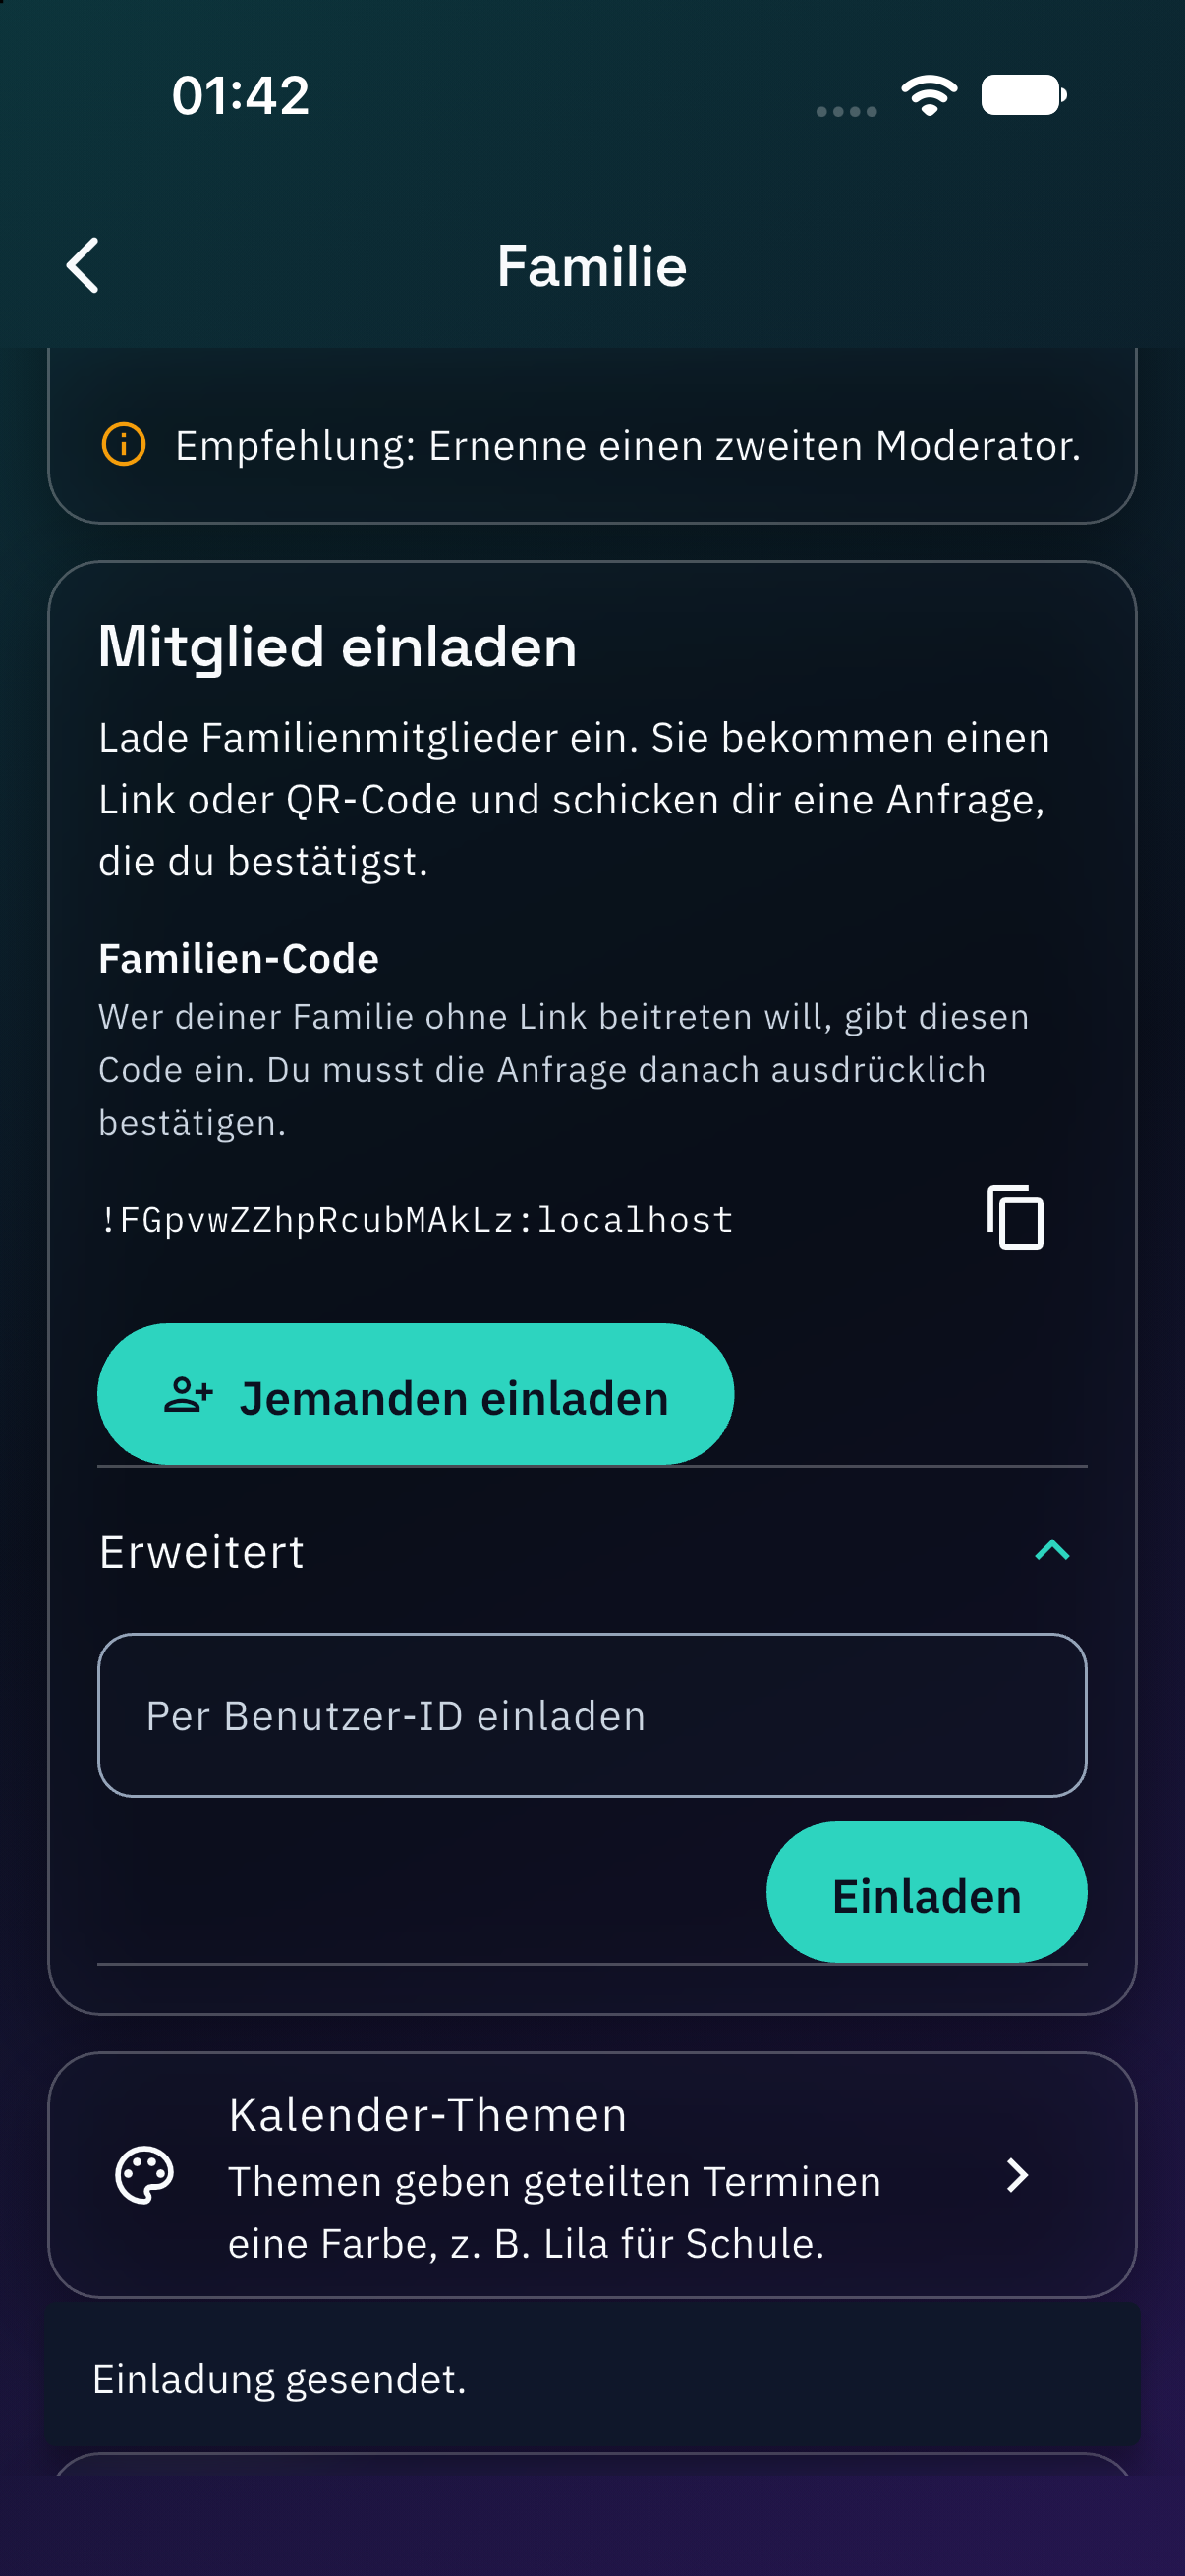 01:42
Familie
Empfehlung: Ernenne einen zweiten Moderator.
Mitglied einladen
Lade Familienmitglieder ein. Sie bekommen einen
Link oder QR-Code und schicken dir eine Anfrage,
die du bestätigst.
Familien-Code
Wer deiner Familie ohne Link beitreten will, gibt diesen
Code ein. Du musst die Anfrage danach ausdrücklich
bestätigen.
!FGpvwZZhpRcubMAkLz:localhost
Jemanden einladen
Erweitert
Per Benutzer-ID einladen
Einladen
Kalender-Themen
Themen geben geteilten Terminen
eine Farbe, z. B. Lila für Schule.
Einladung gesendet.